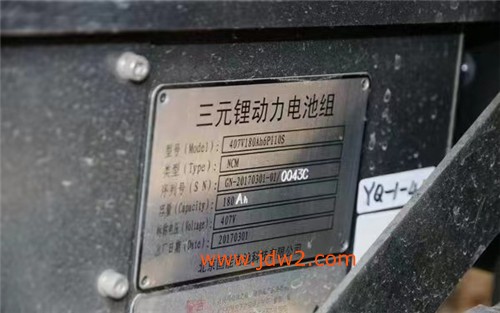 三元锂动力电池组
型号(Model): 407V180Ah6P110S
类型(Type): NCM
序列号(SN) GN-20170301-01/0043C
容量(Capacity): 180Ah
标称电压(Voltage): 407V
出厂日期(Date): 20170301
www.jdw2.com
YQ-1-4